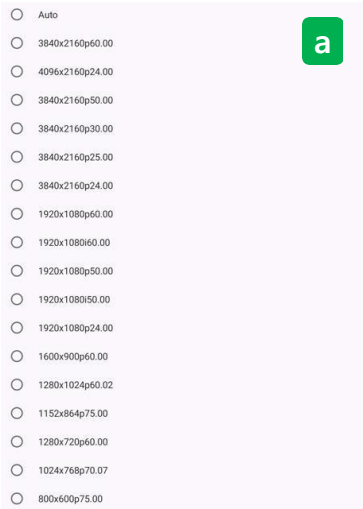 Auto
a
3840x2160p60.00
4096x2160p24.00
3840x2160p50.00
3840x2160p30.00
3840x2160p25.00
3840x2160p24.00
1920x1080p60.00
1920x1080i60.00
1920x1080p50.00
1920x1080i50.00
1920x1080p24.00
1600x900p60.00
1280x1024p60.02
1152x864p75.00
1280x720p60.00
1024x768p70.07
800x600p75.00